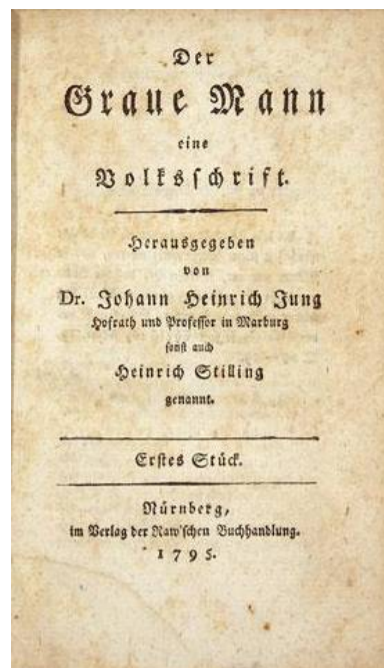 Der
Graue Mann
eine
Volksschrift.
Herausgegeben
von
Dr. Johann Heinrich Jung
Hofrath und Professor in Marburg
sonst auch
Heinrich Stilling
genannt.
Erstes Stück.
Nürnberg,
im Verlag der Raw'schen Buchhandlung.
1795.